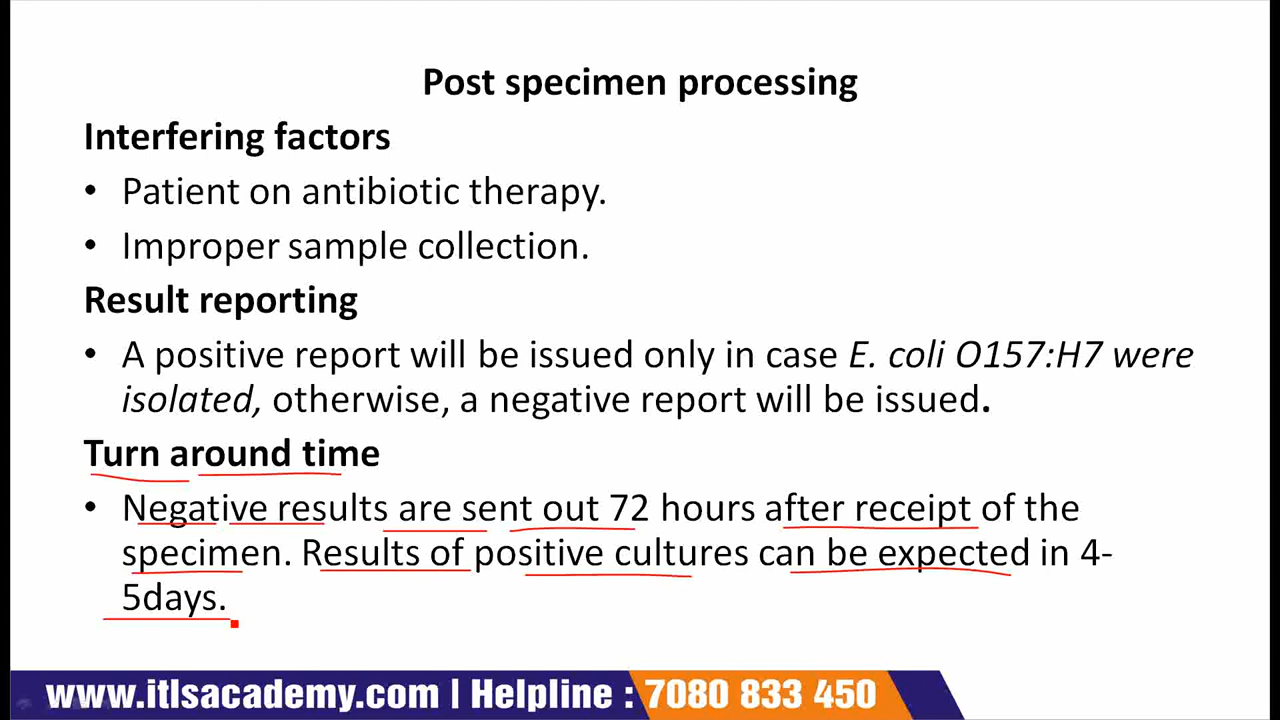 Post specimen processing
Interfering factors
• Patient on antibiotic therapy.
• Improper sample collection.
Result reporting
• A positive report will be issued only in case E. coli O157:H7 were
isolated, otherwise, a negative report will be issued.
Turn around time
• Negative results are sent out 72 hours after receipt of the
specimen. Results of positive cultures can be expected in 4-
5days.
www.itlsacademy.com | Helpline : 7080 833 450